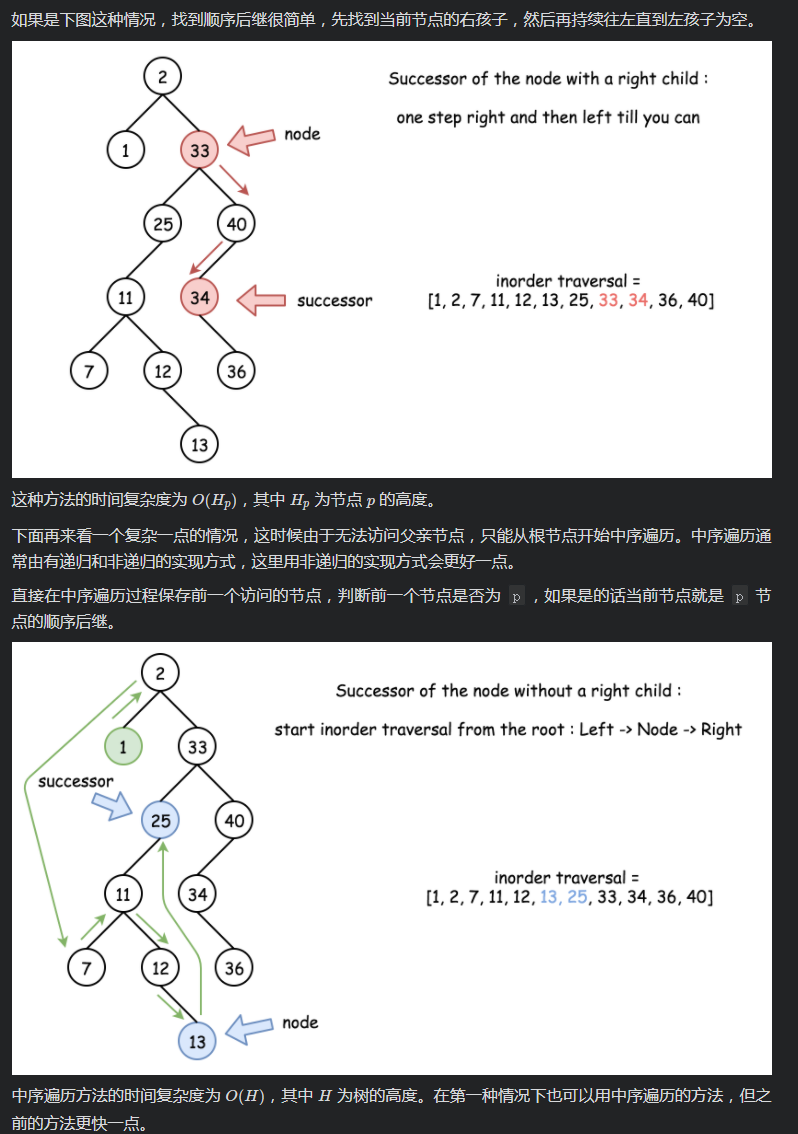 如果是下图这种情况，找到顺序后继很简单，先找到当前节点的右孩子，然后再持续往左直到左孩子为空。
2
Successor of the node with a right child :
one step right and then left till you can
1
33
node
25
40
11
34
successor
inorder traversal =
[1, 2, 7, 11, 12, 13, 25, 33, 34, 36, 40]
7
12
36
13
这种方法的时间复杂度为 O(Hp)，其中 Hp 为节点 p 的高度。
下面再来看一个复杂一点的情况，这时候由于无法访问父亲节点，只能从根节点开始中序遍历。中序遍历通
常由有递归和非递归的实现方式，这里用非递归的实现方式会更好一点。
直接在中序遍历过程保存前一个访问的节点，判断前一个节点是否为 p ，如果是的话当前节点就是 p 节
点的顺序后继。
2
Successor of the node without a right child :
start inorder traversal from the root : Left -> Node -> Right
1
33
successor
25
40
11
34
inorder traversal =
[1, 2, 7, 11, 12, 13, 25, 33, 34, 36, 40]
7
12
36
node
13
中序遍历方法的时间复杂度为 O(H)，其中 H 为树的高度。在第一种情况下也可以用中序遍历的方法，但之
前的方法更快一点。